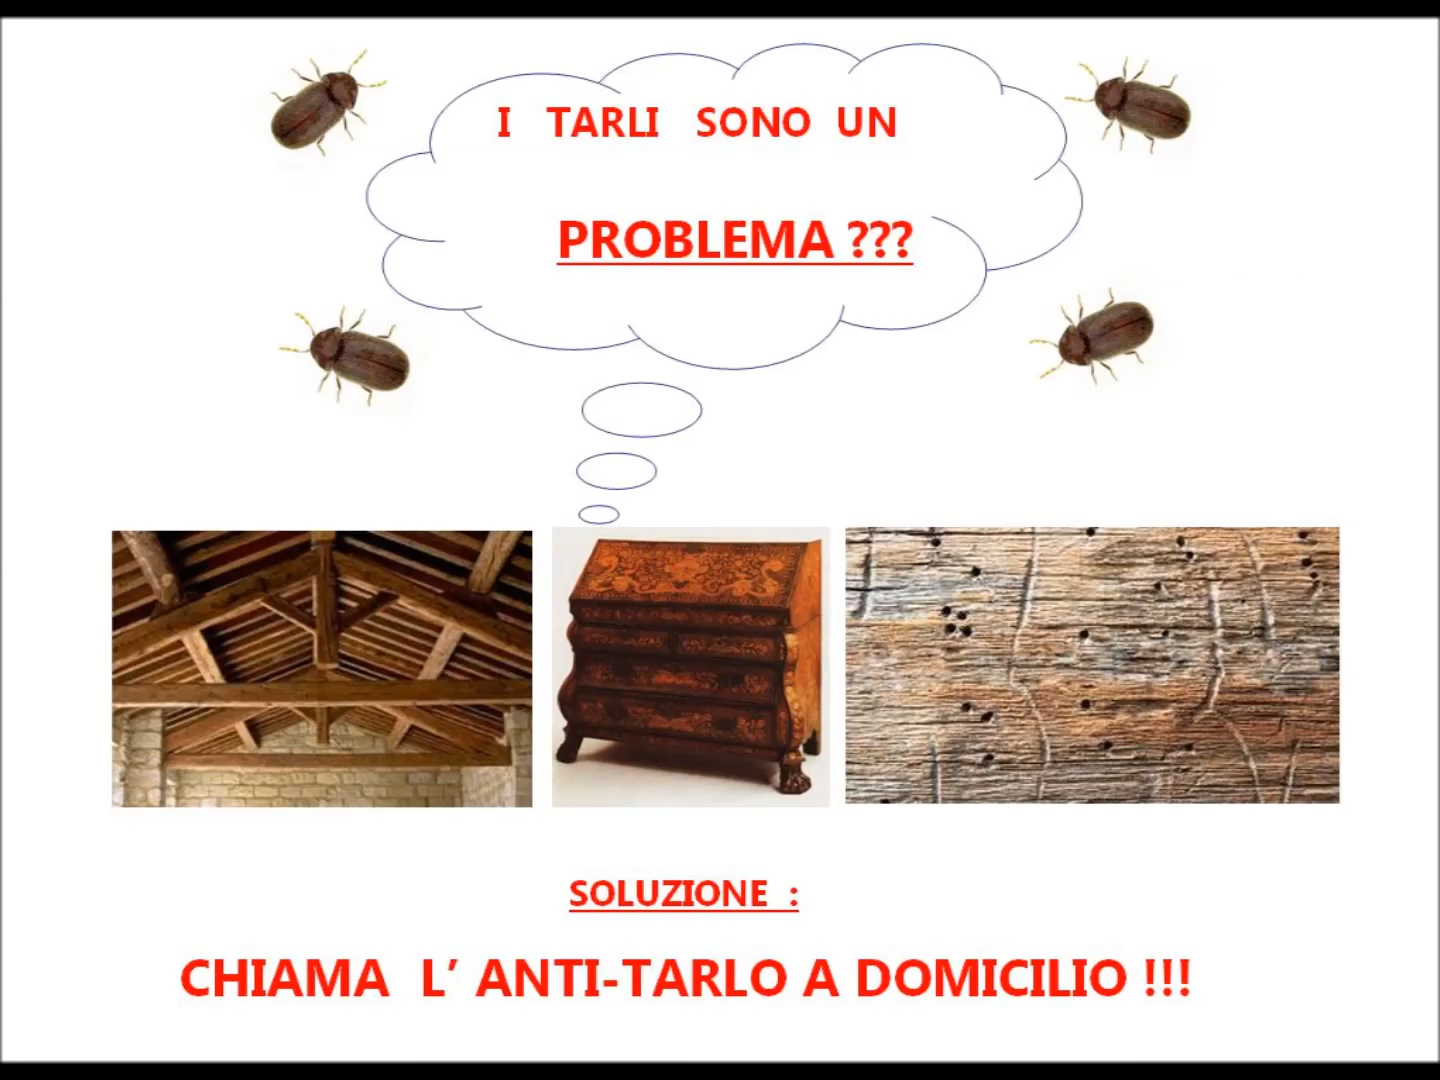 I TARLI SONO UN
PROBLEMA ???
SOLUZIONE :
CHIAMA L' ANTI-TARLO A DOMICILIO !!!